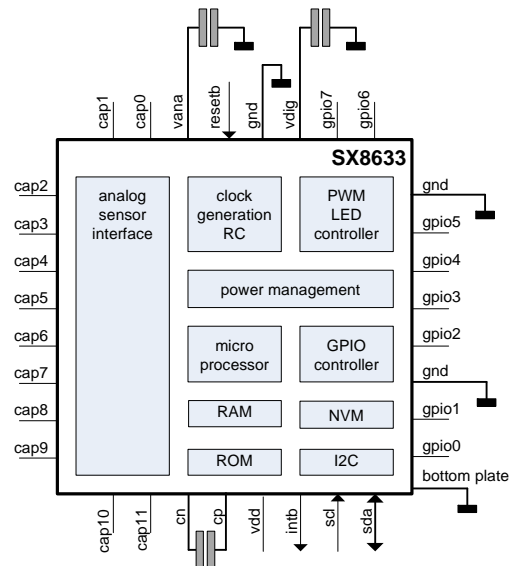 cap1
cap0
vana
resetb
gnd
vdig
gpio7
gpio6
SX8633
cap2
cap3
cap4
cap5
cap6
cap7
cap8
cap9
analog
sensor
interface
clock
generation
RC
PWM
LED
controller
power management
micro
processor
GPIO
controller
RAM
NVM
ROM
I2C
gnd
gpio5
gpio4
gpio3
gpio2
gnd
gpio1
gpio0
bottom plate
cap10
cap11
cn
cp
vdd
intb
scl
sda